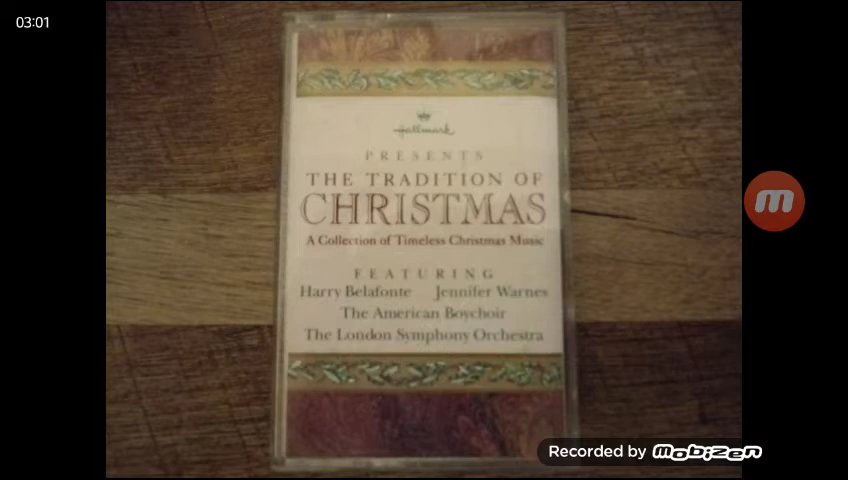 03:01
Hallmark
PRESENTS
THE TRADITION OF
CHRISTMAS
A Collection of Timeless Christmas Music
FEATURING
Harry Belafonte Jennifer Warnes
The American Boychoir
The London Symphony Orchestra
Recorded by Mobizen